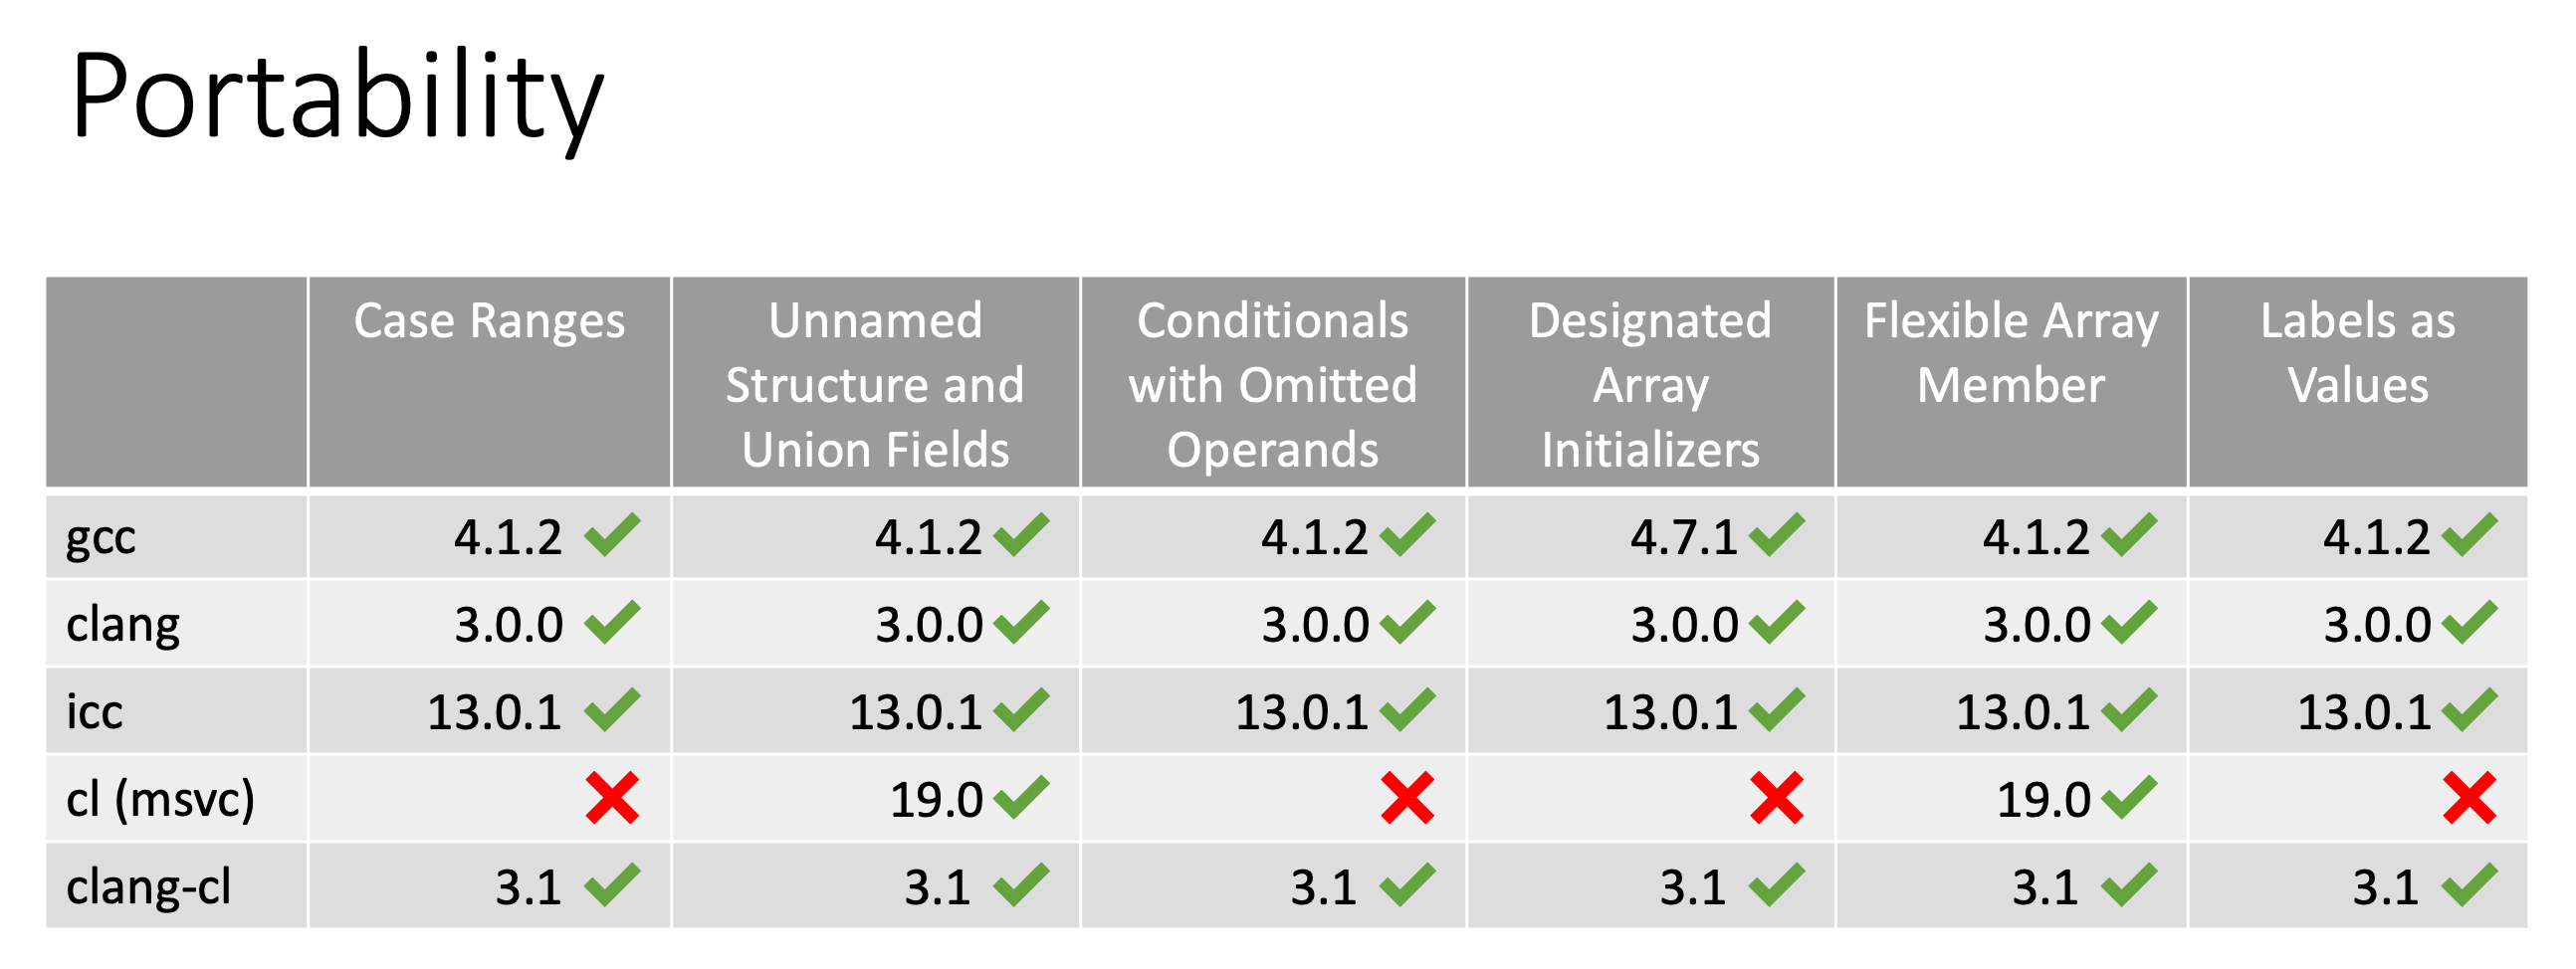 Portability
Case Ranges
Unnamed
Structure and
Union Fields
Conditionals
with Omitted
Operands
Designated
Array
Initializers
Flexible Array
Member
Labels as
Values
gcc 4.1.2 4.1.2 4.1.2 4.7.1 4.1.2 4.1.2
clang 3.0.0 3.0.0 3.0.0 3.0.0 3.0.0 3.0.0
icc 13.0.1 13.0.1 13.0.1 13.0.1 13.0.1 13.0.1
cl (msvc) 19.0 19.0
clang-cl 3.1 3.1 3.1 3.1 3.1 3.1